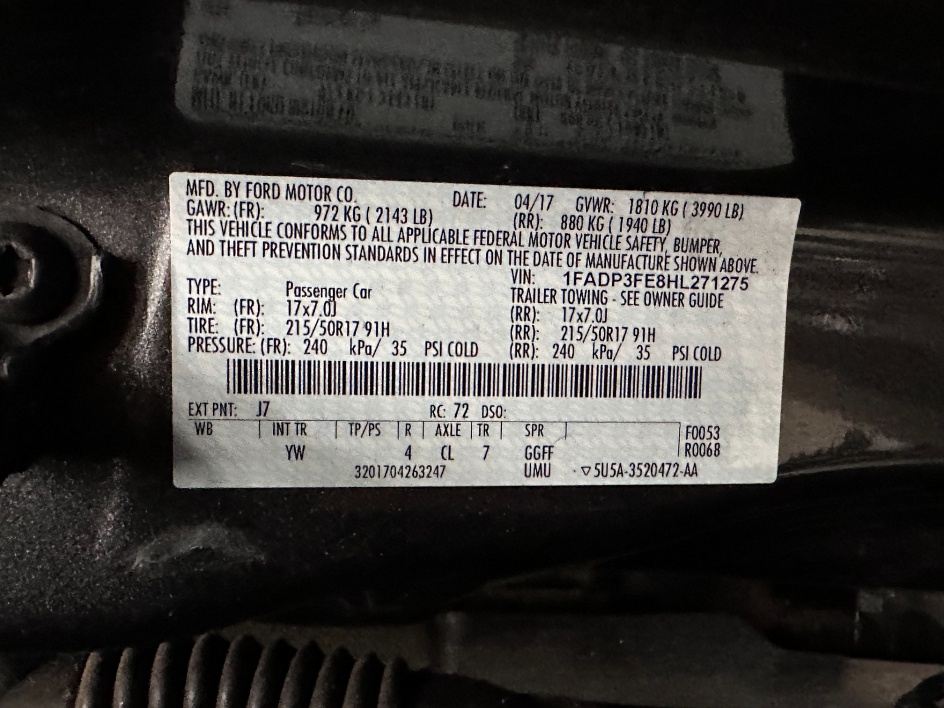 MFD. BY FORD MOTOR CO. DATE: 04/17 GVWR: 1810 KG ( 3990 LB)
GAWR: (FR): 972 KG ( 2143 LB) (RR): 880 KG ( 1940 LB)
THIS VEHICLE CONFORMS TO ALL APPLICABLE FEDERAL MOTOR VEHICLE SAFETY, BUMPER,
AND THEFT PREVENTION STANDARDS IN EFFECT ON THE DATE OF MANUFACTURE SHOWN ABOVE.
VIN: 1FADP3FE8HL271275
TYPE: Passenger Car TRAILER TOWING - SEE OWNER GUIDE
RIM: (FR): 17x7.0J (RR): 17x7.0J
TIRE: (FR): 215/50R17 91H (RR): 215/50R17 91H
PRESSURE: (FR): 240 kPa/ 35 PSI COLD (RR): 240 kPa/ 35 PSI COLD
EXT PNT: J7 RC: 72 DSO:
WB INT TR TP/PS R AXLE TR SPR F0053
YW 4 CL 7 GGFF R0068
3201704263247 UMU ▽5U5A-3520472-AA